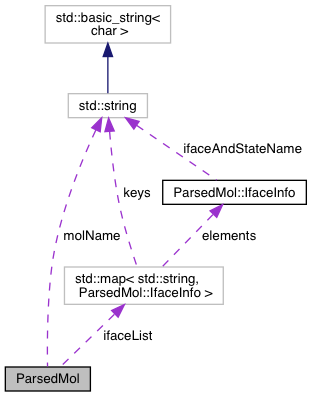 std::basic_string<
char >
std::string
ifaceAndStateName
keys
ParsedMol::IfaceInfo
molName
elements
std::map< std::string,
ParsedMol::IfaceInfo >
ifaceList
ParsedMol